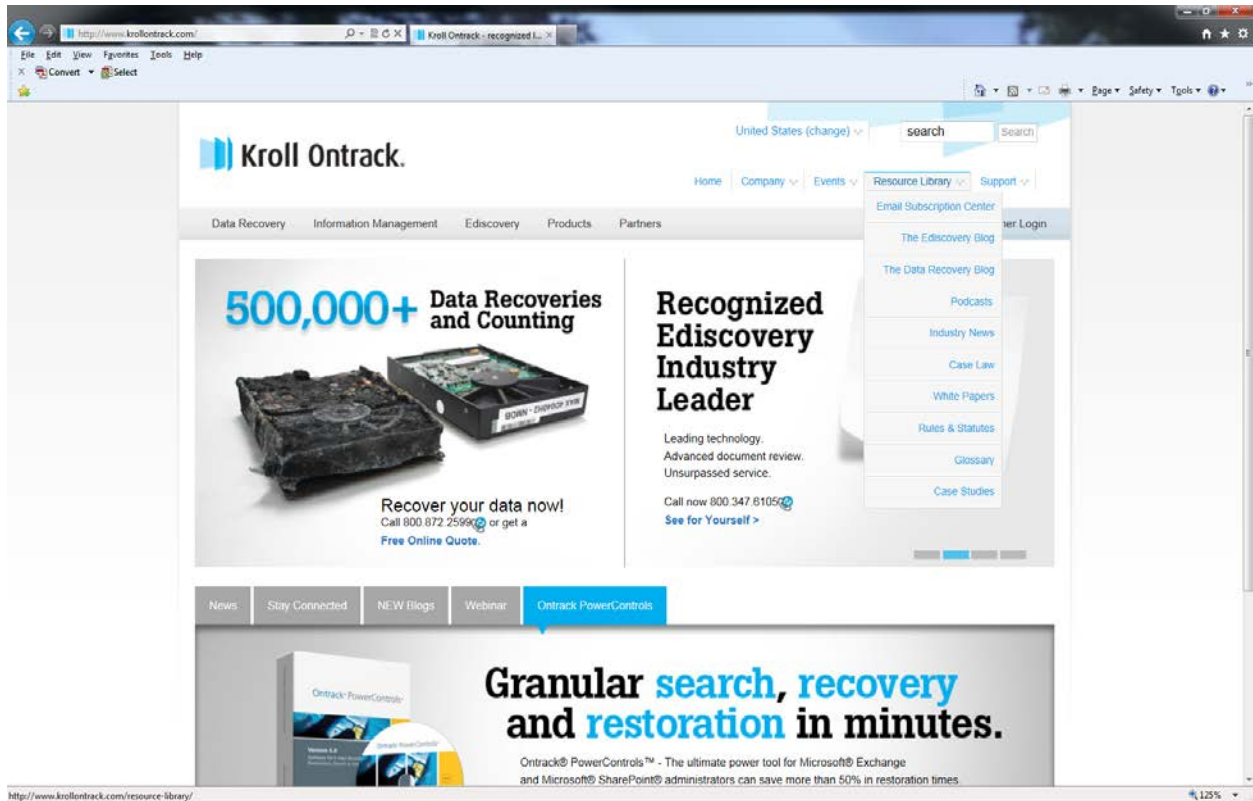 http://www.krollontrack.com/
Kroll Ontrack - recognized l...
File Edit View Favorites Tools Help
Convert Select
Page Safety Tools
Kroll Ontrack.
United States (change)
search
Search
Home Company Events Resource Library Support
Email Subscription Center
The Ediscovery Blog
The Data Recovery Blog
Podcasts
Industry News
Case Law
White Papers
Rules & Statutes
Glossary
Case Studies
Data Recovery Information Management Ediscovery Products Partners
Login
500,000+ Data Recoveries
and Counting
Recover your data now!
Call 800.872.2599 or get a
Free Online Quote.
Recognized
Ediscovery
Industry
Leader
Leading technology.
Advanced document review.
Unsurpassed service.
Call now 800.347.6105
See for Yourself >
News Stay Connected NEW Blogs Webinar Ontrack PowerControls
Ontrack PowerControls
Granular search, recovery
and restoration in minutes.
Ontrack® PowerControls™ - The ultimate power tool for Microsoft® Exchange
and Microsoft® SharePoint® administrators can save more than 50% in restoration times
http://www.krollontrack.com/resource-library/
125%